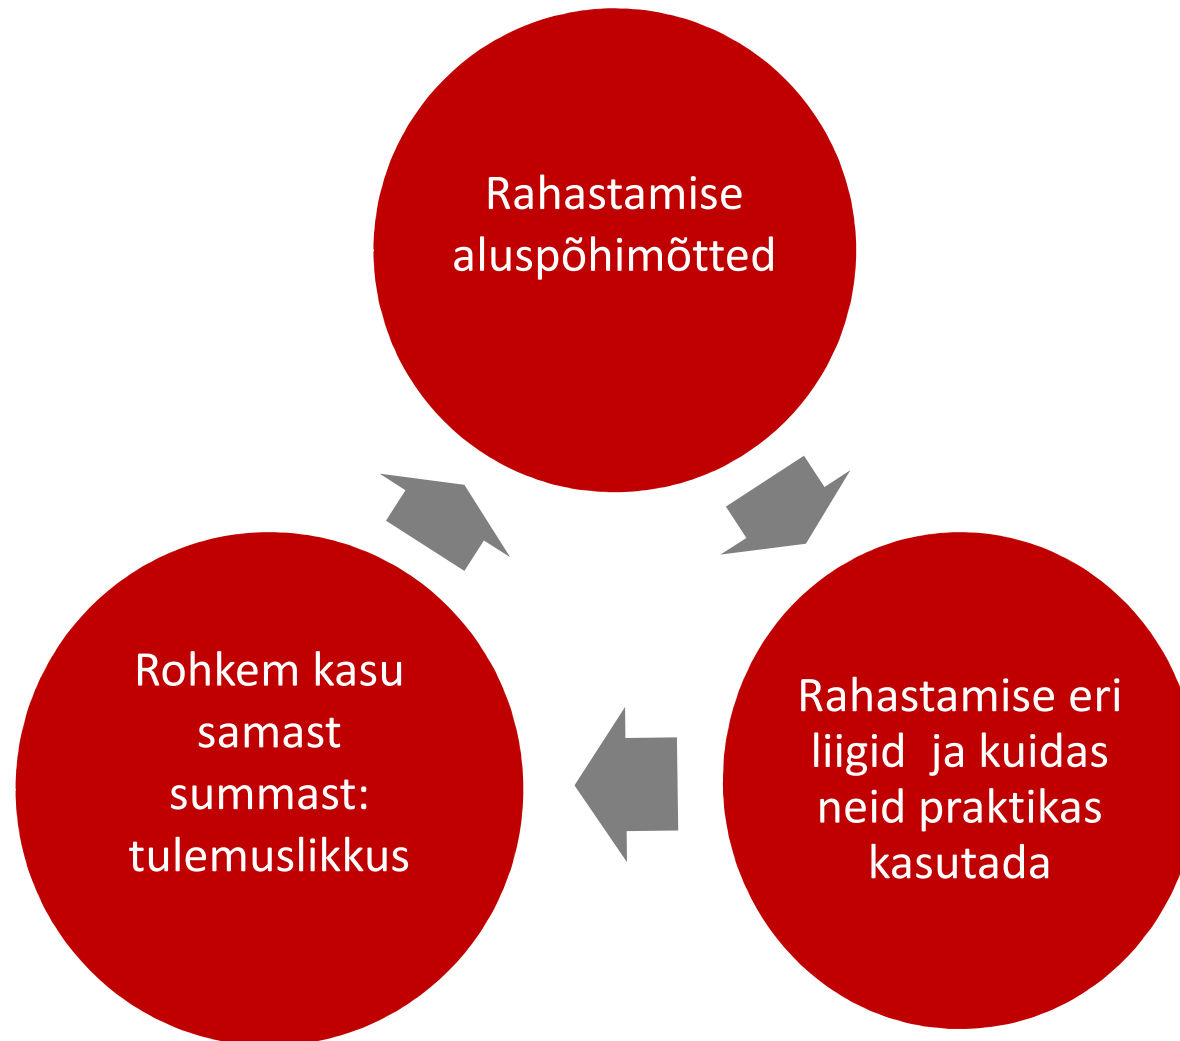 Rahastamise
aluspõhimõtted
Rahastamise eri
liigid ja kuidas
neid praktikas
kasutada
Rohkem kasu
samast
summast:
tulemuslikkus